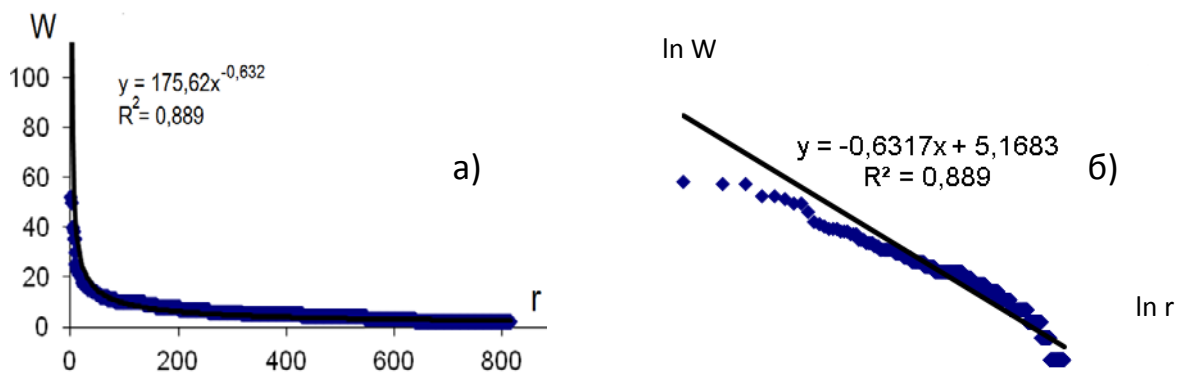 W
100
80
60
40
20
0
y = 175,62x^-0,632
R² = 0,889
а)
r
0 200 400 600 800
ln W
y = -0,6317x + 5,1683
R² = 0,889
б)
ln r